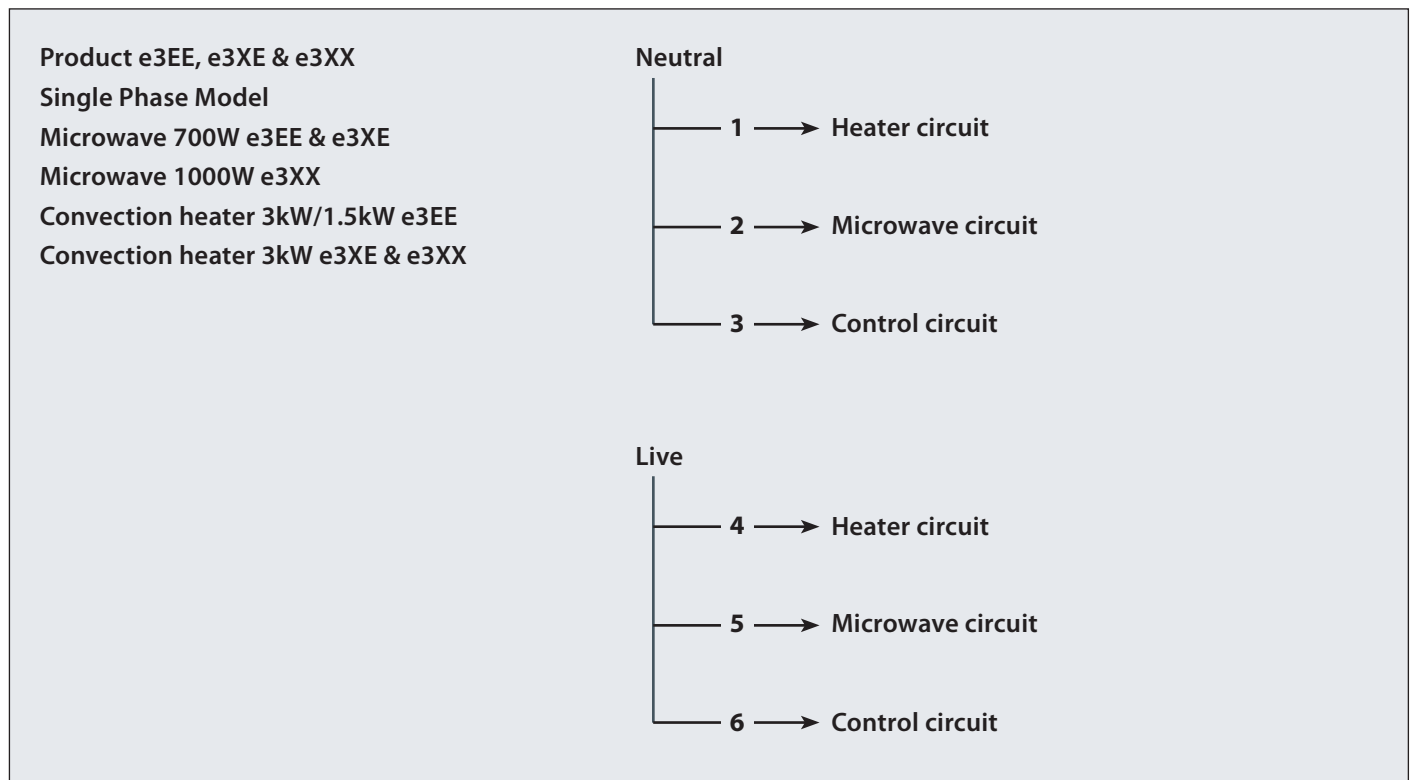 Product e3EE, e3XE & e3XX
Single Phase Model
Microwave 700W e3EE & e3XE
Microwave 1000W e3XX
Convection heater 3kW/1.5kW e3EE
Convection heater 3kW e3XE & e3XX
Neutral
1 Heater circuit
2 Microwave circuit
3 Control circuit
Live
4 Heater circuit
5 Microwave circuit
6 Control circuit